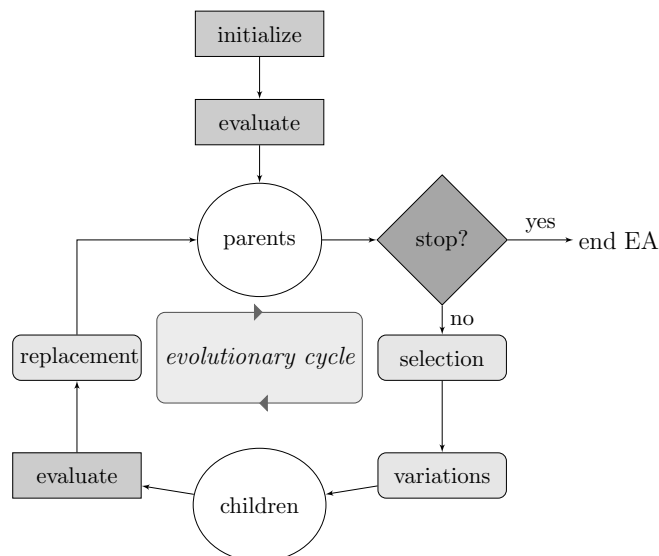 initialize
evaluate
parents
stop?
yes
end EA
no
replacement
evolutionary cycle
selection
evaluate
children
variations